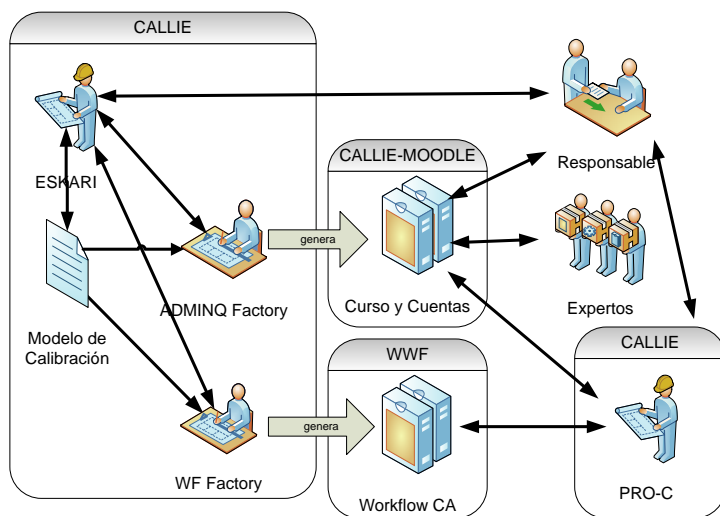 CALLIE
ESKARI
ADMINQ Factory
Modelo de
Calibración
WF Factory
genera
genera
CALLIE-MOODLE
Curso y Cuentas
WWF
Workflow CA
Responsable
Expertos
CALLIE
PRO-C